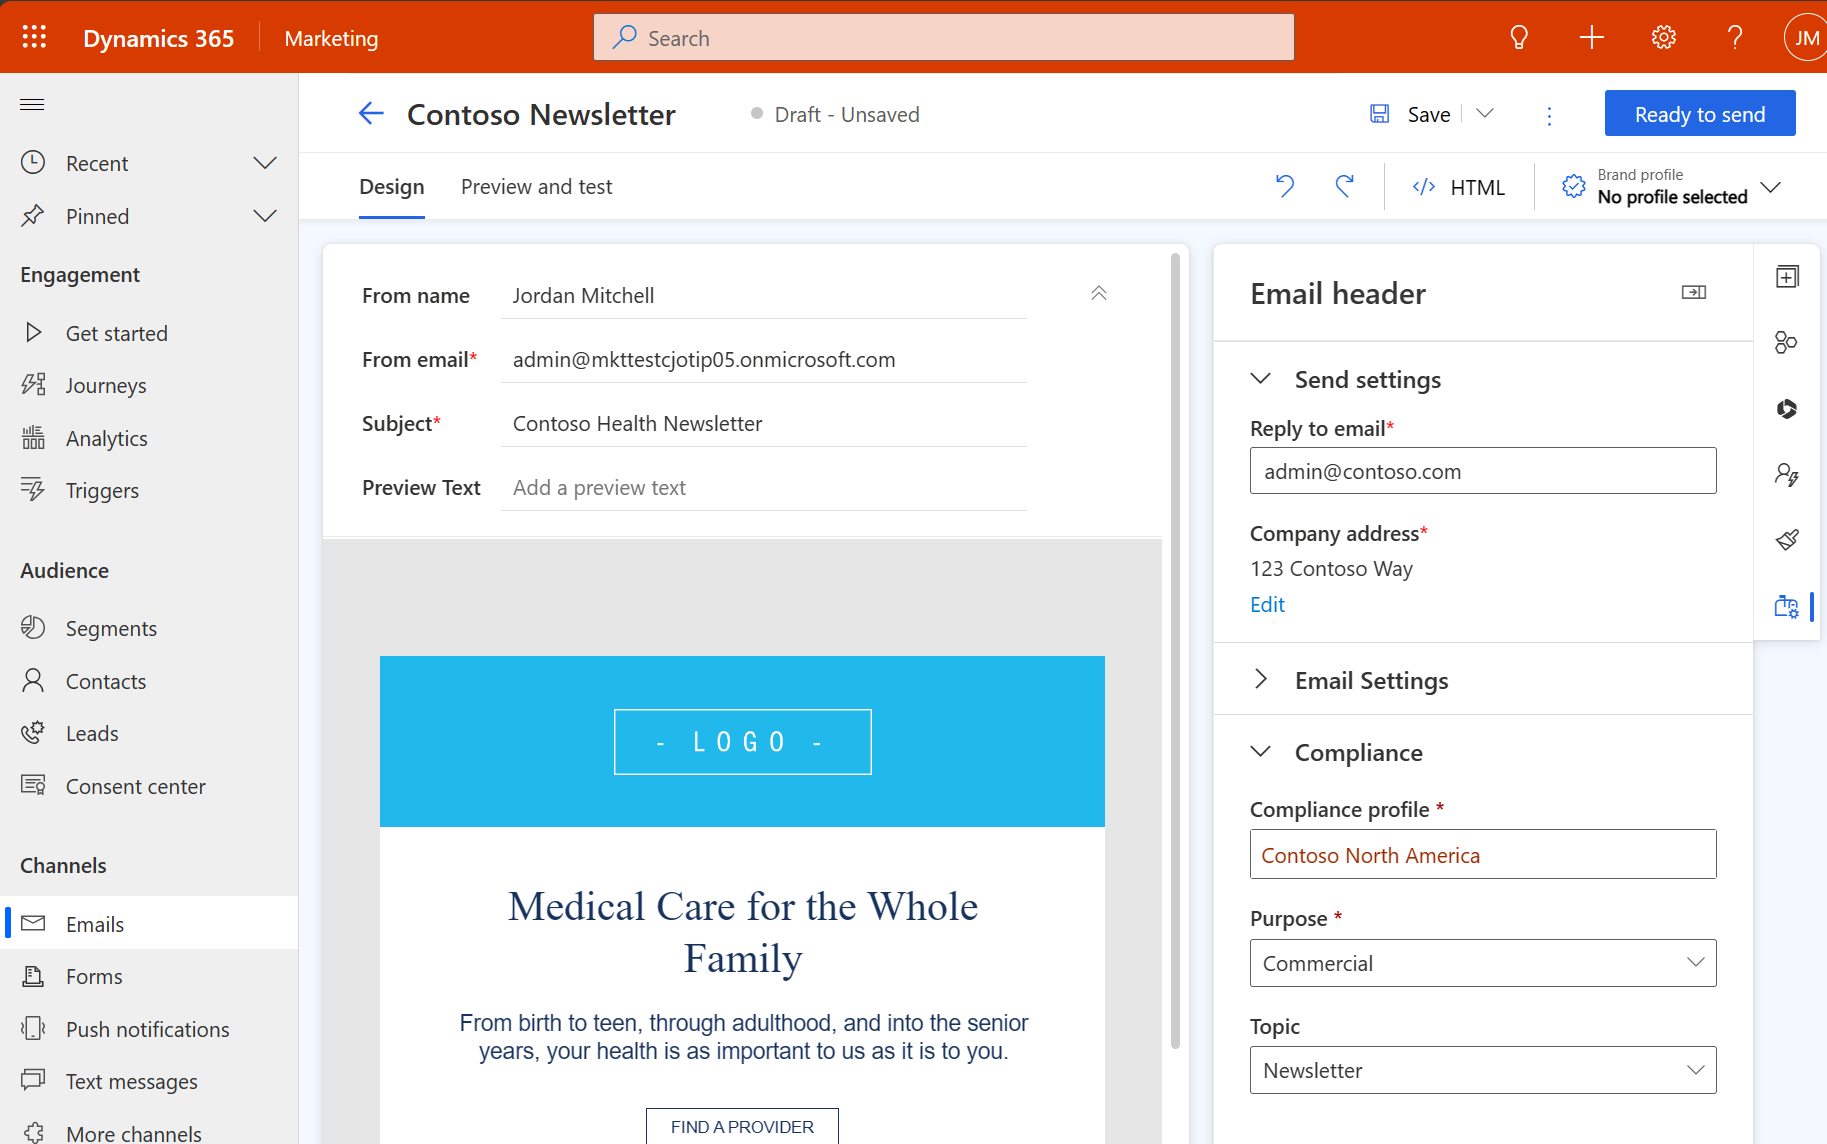 Dynamics 365
Marketing
Search
JM
Recent
Pinned
Engagement
Get started
Journeys
Analytics
Triggers
Audience
Segments
Contacts
Leads
Consent center
Channels
Emails
Forms
Push notifications
Text messages
More channels
Contoso Newsletter
Draft - Unsaved
Save
Ready to send
Design
Preview and test
</> HTML
Brand profile
No profile selected
From name
Jordan Mitchell
From email*
admin@mkttestcjotip05.onmicrosoft.com
Subject*
Contoso Health Newsletter
Preview Text
Add a preview text
- LOGO -
Medical Care for the Whole
Family
From birth to teen, through adulthood, and into the senior
years, your health is as important to us as it is to you.
FIND A PROVIDER
Email header
Send settings
Reply to email*
admin@contoso.com
Company address*
123 Contoso Way
Edit
Email Settings
Compliance
Compliance profile *
Contoso North America
Purpose *
Commercial
Topic
Newsletter